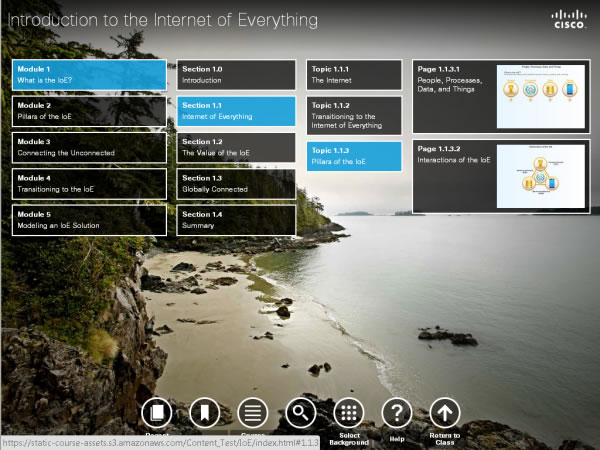 Introduction to the Internet of Everything
CISCO
Module 1
What is the IoE?
Module 2
Pillars of the IoE
Module 3
Connecting the Unconnected
Module 4
Transitioning to the IoE
Module 5
Modeling an IoE Solution
Section 1.0
Introduction
Section 1.1
Internet of Everything
Section 1.2
The Value of the IoE
Section 1.3
Globally Connected
Section 1.4
Summary
Topic 1.1.1
The Internet
Topic 1.1.2
Transitioning to the
Internet of Everything
Topic 1.1.3
Pillars of the IoE
Page 1.1.3.1
People, Processes,
Data, and Things
Page 1.1.3.2
Interactions of the IoE
Select
Background
Help
Return to
Class
https://static-course-assets.s3.amazonaws.com/Content_Test/IoE/index.html#1.1.3